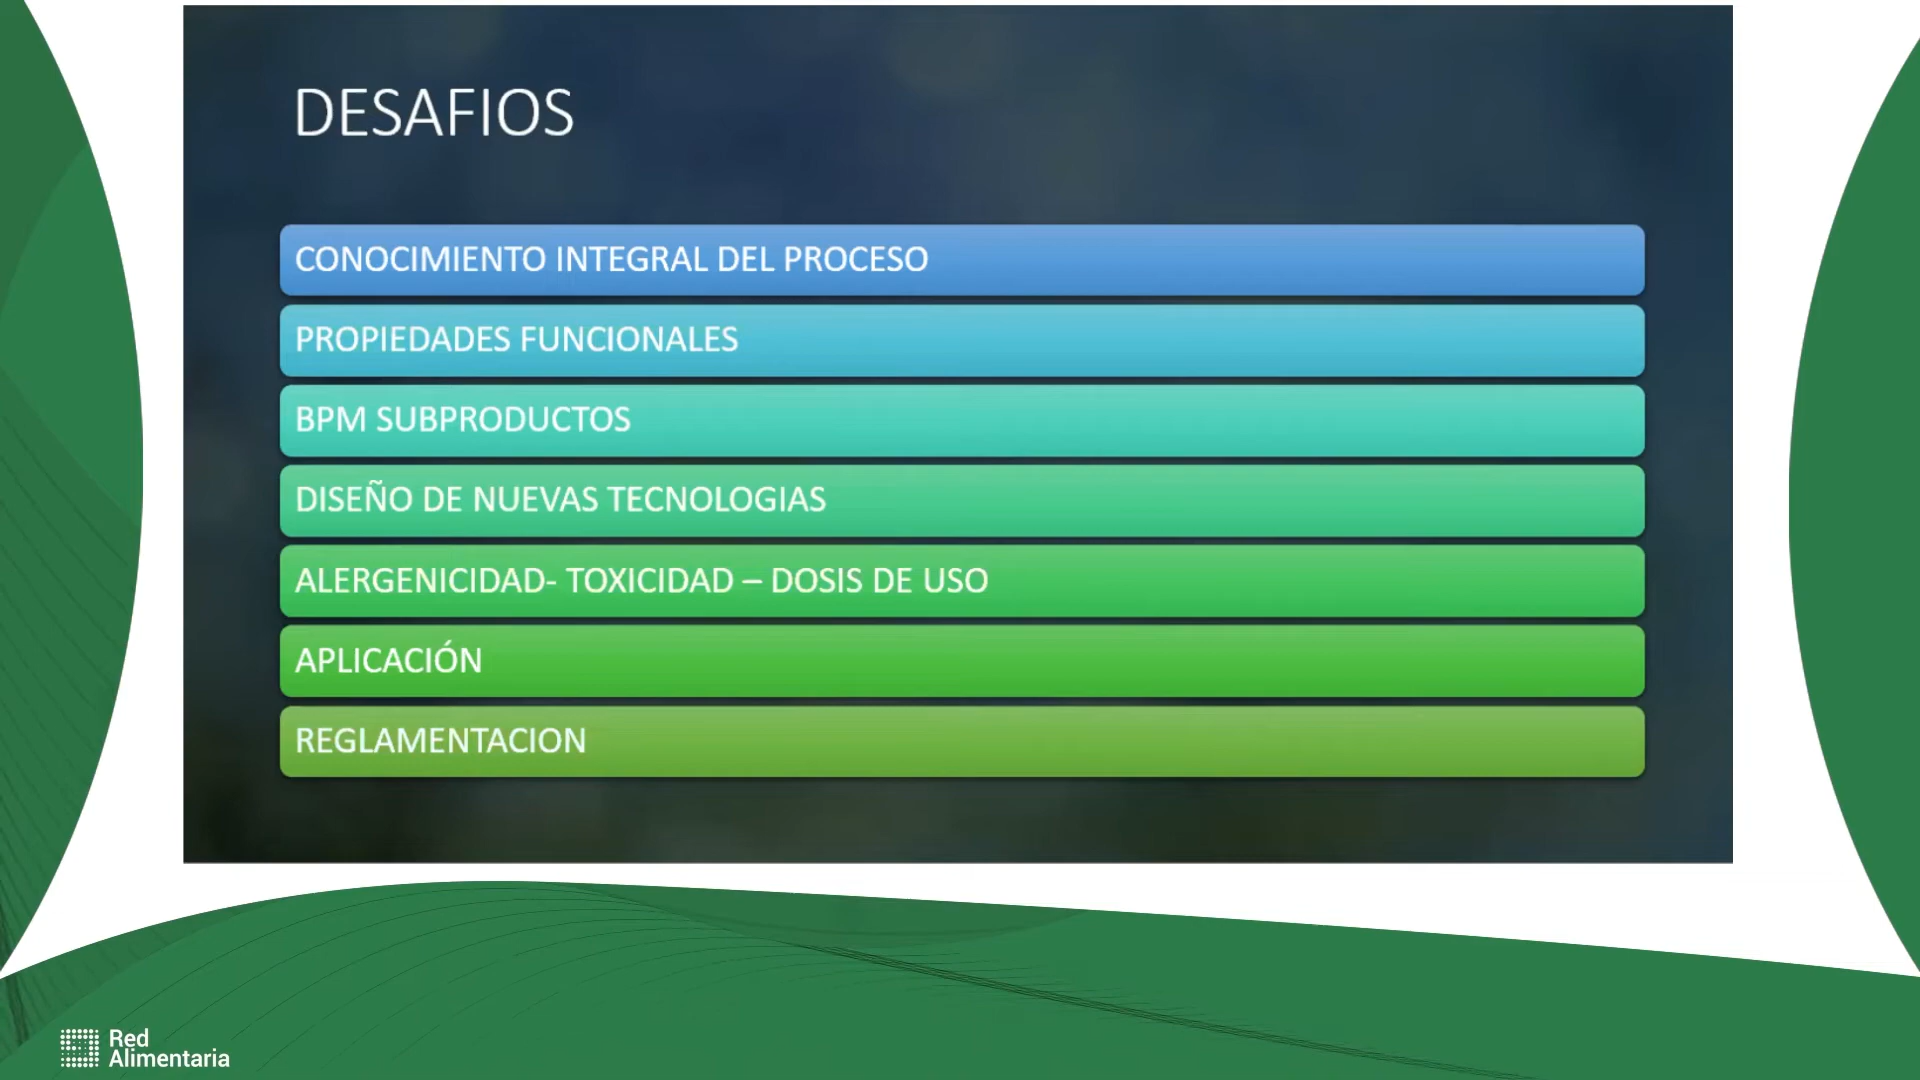 DESAFIOS
CONOCIMIENTO INTEGRAL DEL PROCESO
PROPIEDADES FUNCIONALES
BPM SUBPRODUCTOS
DISEÑO DE NUEVAS TECNOLOGIAS
ALERGENICIDAD- TOXICIDAD – DOSIS DE USO
APLICACIÓN
REGLAMENTACION
Red
Alimentaria